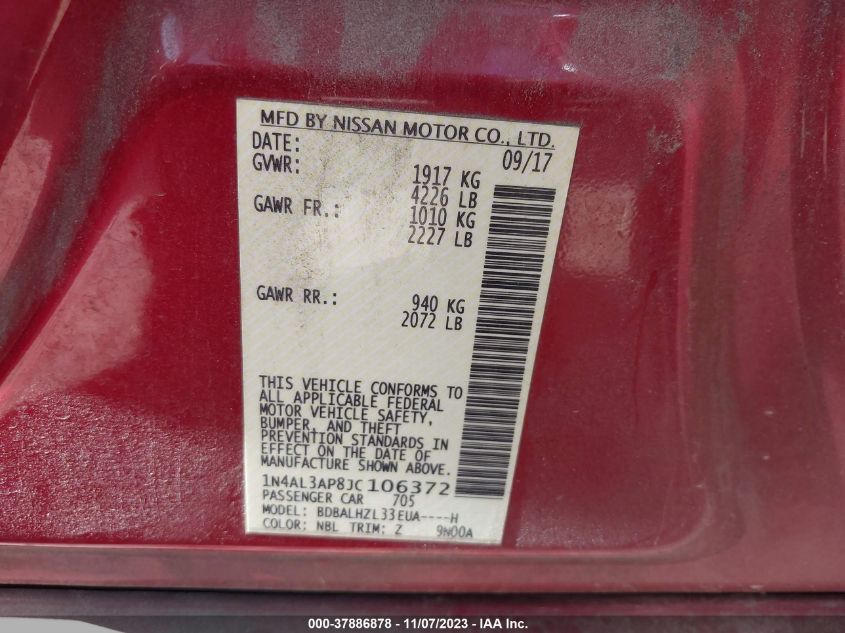 MFD BY NISSAN MOTOR CO., LTD.
DATE: 09/17
GVWR: 1917 KG
4226 LB
GAWR FR.: 1010 KG
2227 LB
GAWR RR.: 940 KG
2072 LB
THIS VEHICLE CONFORMS TO
ALL APPLICABLE FEDERAL
MOTOR VEHICLE SAFETY,
BUMPER, AND THEFT
PREVENTION STANDARDS IN
EFFECT ON THE DATE OF
MANUFACTURE SHOWN ABOVE.
1N4AL3AP8JC106372
PASSENGER CAR 705
MODEL: BDBALHZL33EUA----H
COLOR: NBL TRIM: Z 9N00A
000-37886878 — 11/07/2023 — IAA Inc.